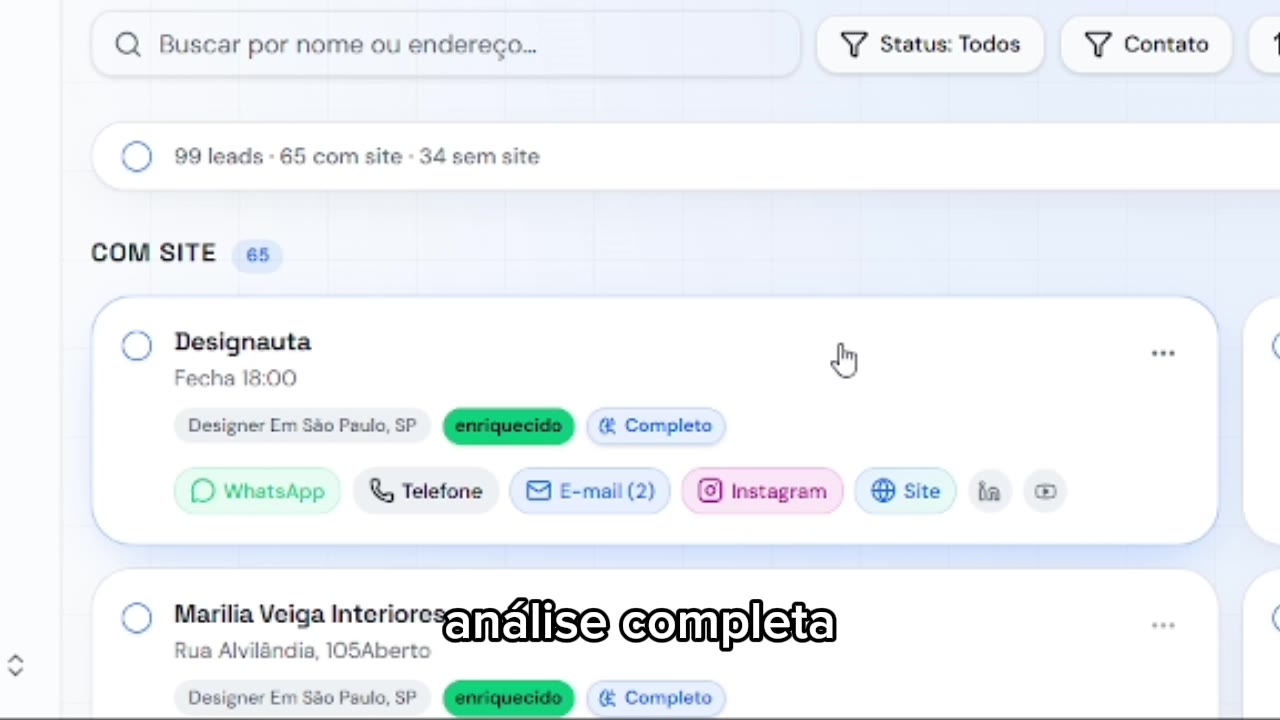 Buscar por nome ou endereço...
Status: Todos
Contato
99 leads · 65 com site · 34 sem site
COM SITE 65
Designauta
Fecha 18:00
Designer Em São Paulo, SP enriquecido Completo
WhatsApp Telefone E-mail (2) Instagram Site
Marilia Veiga Interiores
análise completa
Rua Alvilândia, 105Aberto
Designer Em São Paulo, SP enriquecido Completo